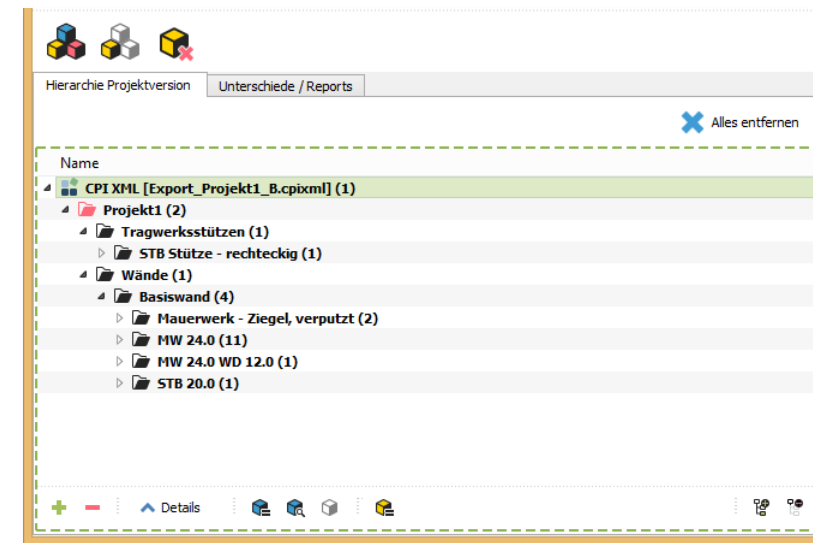 Hierarchie Projektversion Unterschiede / Reports
Alles entfernen
Name
CPI XML [Export_Projekt1_B.cpixml] (1)
Projekt1 (2)
Tragwerksstützen (1)
STB Stütze - rechteckig (1)
Wände (1)
Basiswand (4)
Mauerwerk - Ziegel, verputzt (2)
MW 24.0 (11)
MW 24.0 WD 12.0 (1)
STB 20.0 (1)
Details